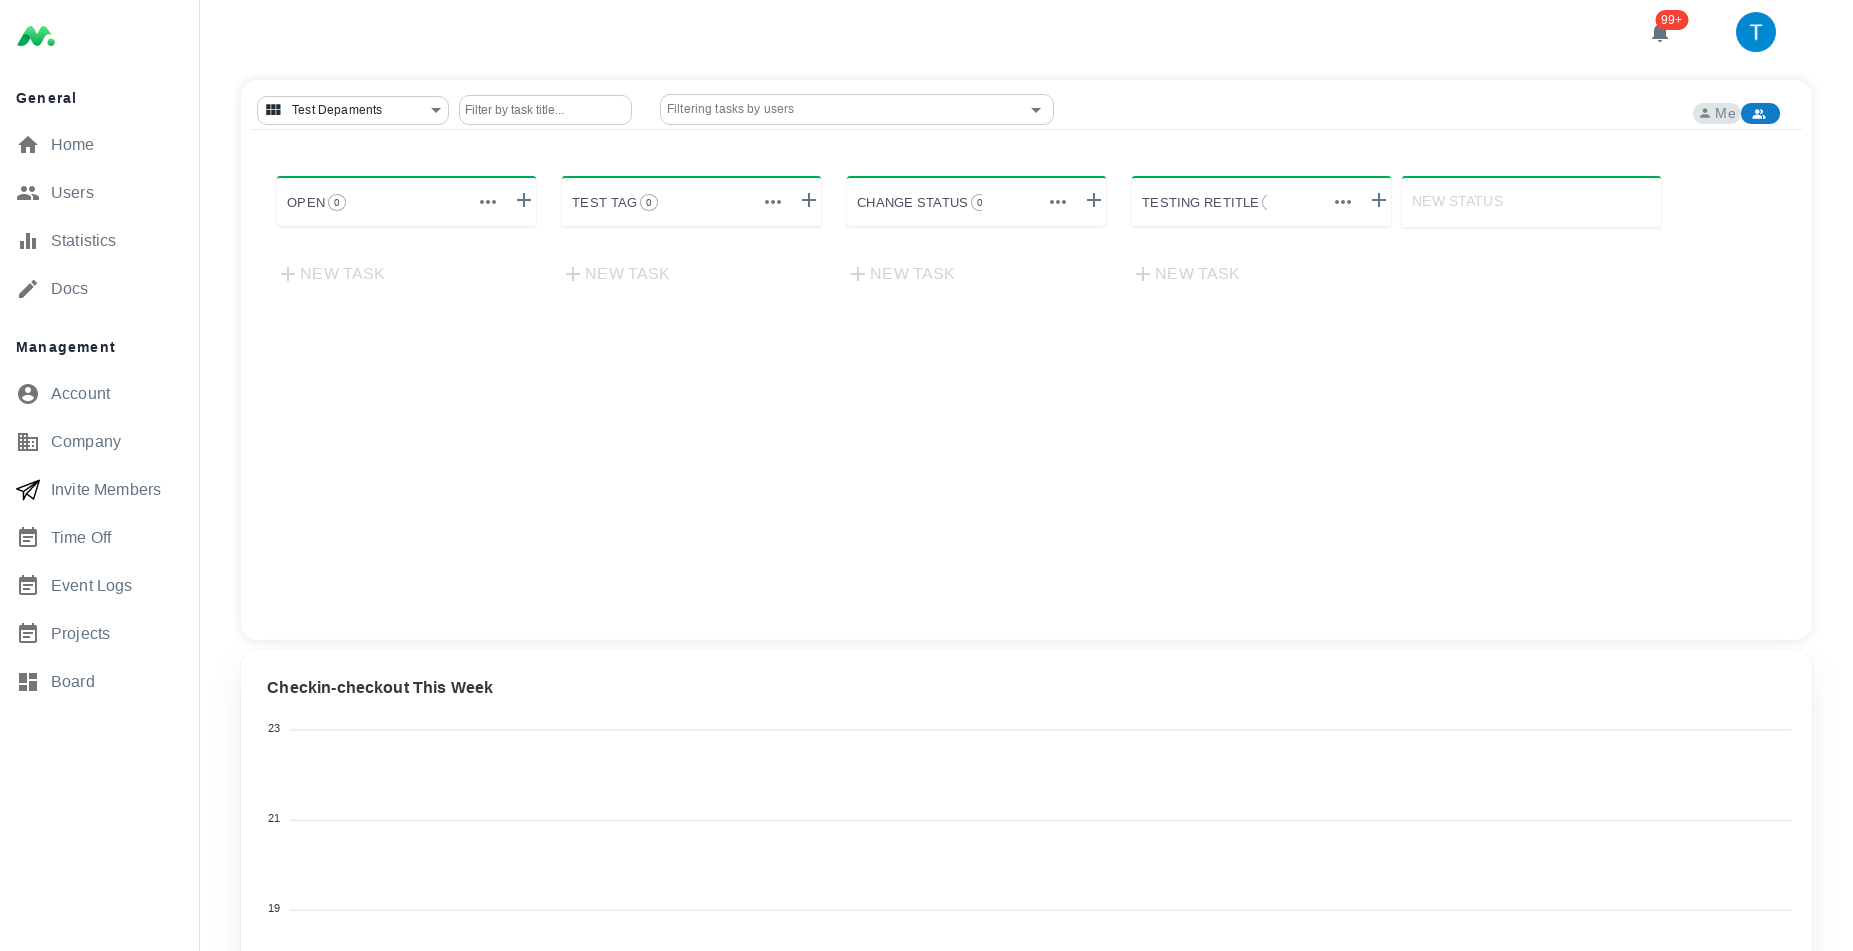 99+
T
General
Home
Users
Statistics
Docs
Management
Account
Company
Invite Members
Time Off
Event Logs
Projects
Board
Test Depaments
Filter by task title...
Filtering tasks by users
Me
OPEN 0
TEST TAG 0
CHANGE STATUS 0
TESTING RETITLE
NEW STATUS
NEW TASK
NEW TASK
NEW TASK
NEW TASK
Checkin-checkout This Week
23
21
19